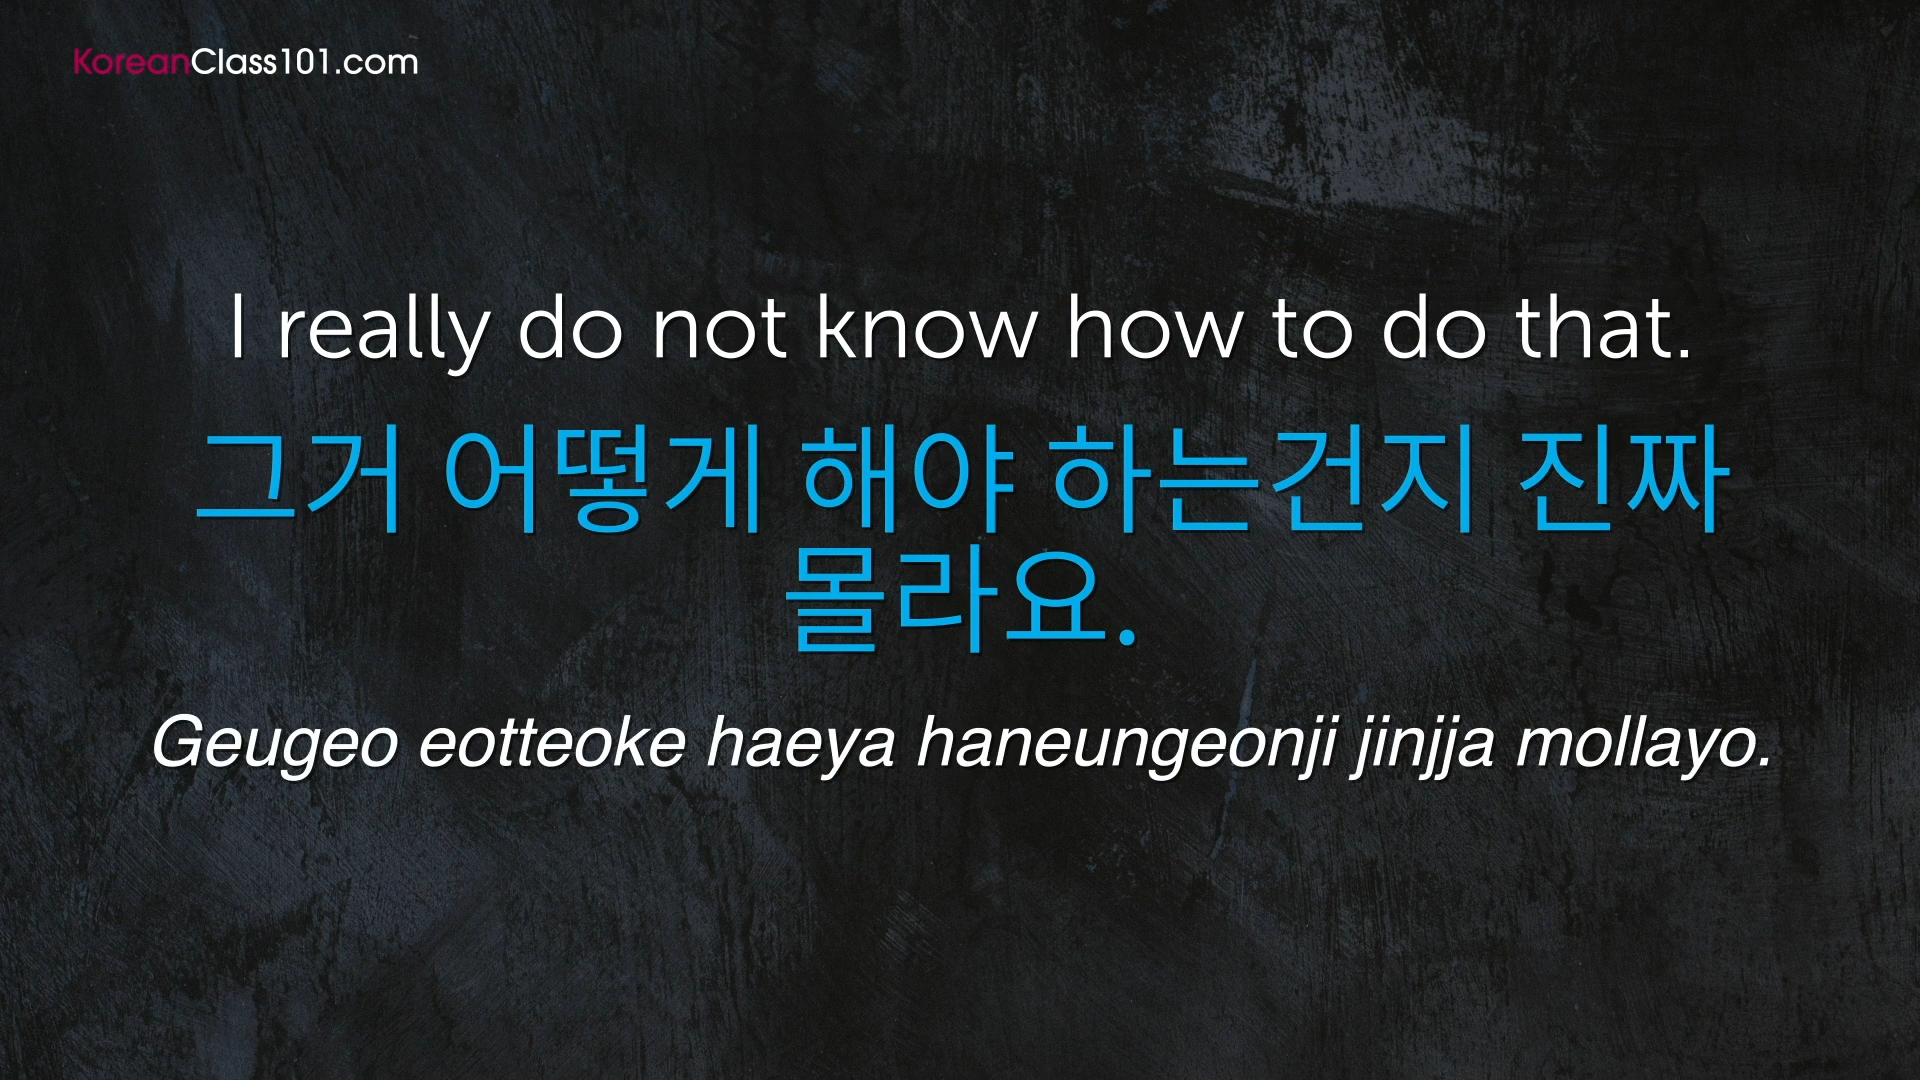 KoreanClass101.com
I really do not know how to do that.
그거 어떻게 해야 하는건지 진짜
몰라요.
Geugeo eotteoke haeya haneungeonji jinjja mollayo.